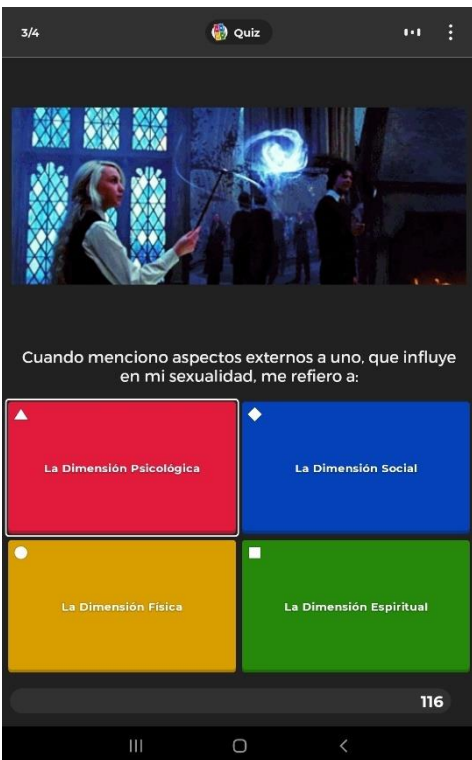 3/4
Quiz
Cuando menciono aspectos externos a uno, que influye
en mi sexualidad, me refiero a:
La Dimensión Psicológica
La Dimensión Social
La Dimensión Física
La Dimensión Espiritual
116